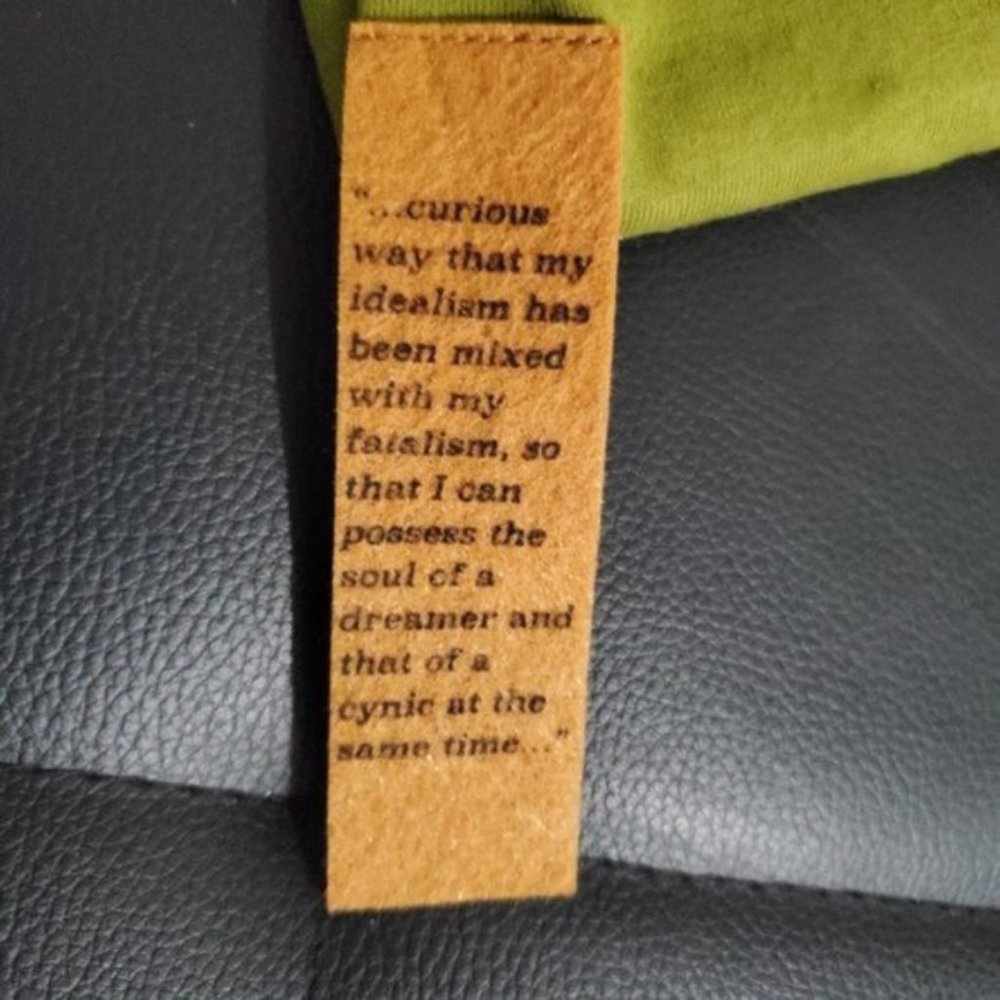 "...curious
way that my
idealism has
been mixed
with my
fatalism, so
that I can
possess the
soul of a
dreamer and
that of a
cynic at the
same time..."